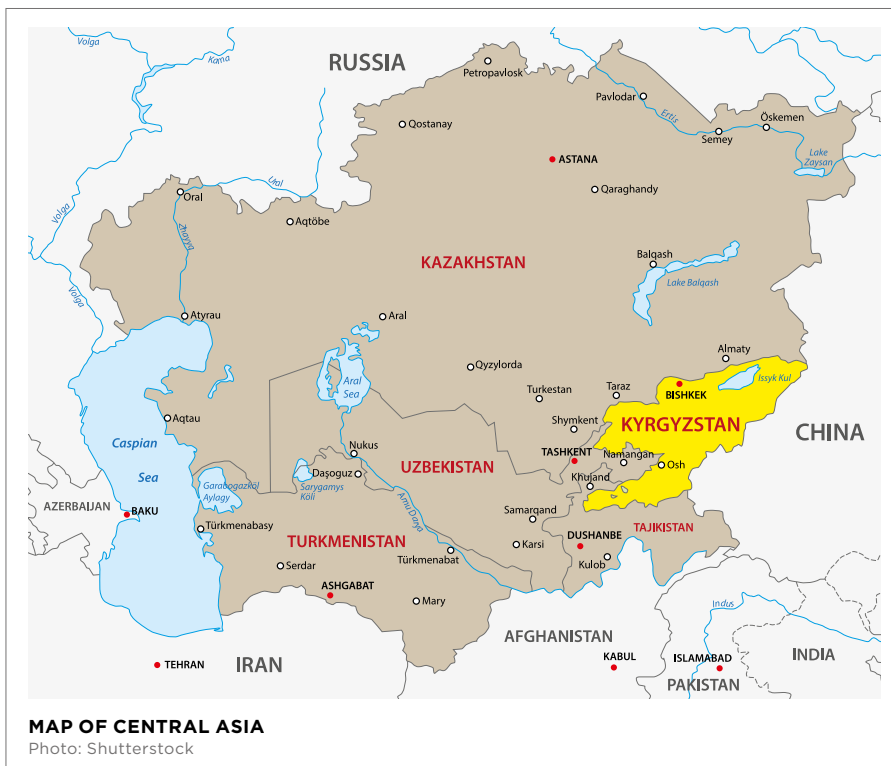 Volga
Kama
RUSSIA
Petropavlosk
Pavlodar
Ertis
Qostanay
Semey
Öskemen
Lake
Zaysan
ASTANA
Ural
Oral
Qaraghandy
Volga
Aqtöbe
Zhayyq
KAZAKHSTAN
Balqash
Lake Balqash
Volga
Atyrau
Aral
Almaty
Qyzylorda
Aral
Sea
Taraz
BISHKEK
Issyk Kul
Turkestan
Aqtau
Shymkent
KYRGYZSTAN
CHINA
Caspian
Sea
Nukus
TASHKENT
Namangan
Osh
UZBEKISTAN
Daşoguz
Khujand
Garabogazköl
Aylagy
Sarygamys
Köli
Amu Darya
AZERBAIJAN
BAKU
Samarqand
Türkmenabasy
TAJIKISTAN
TURKMENISTAN
Karsi
DUSHANBE
Türkmenabat
Kulob
Serdar
ASHGABAT
Mary
Indus
AFGHANISTAN
TEHRAN
IRAN
KABUL
ISLAMABAD
INDIA
PAKISTAN
MAP OF CENTRAL ASIA
Photo: Shutterstock